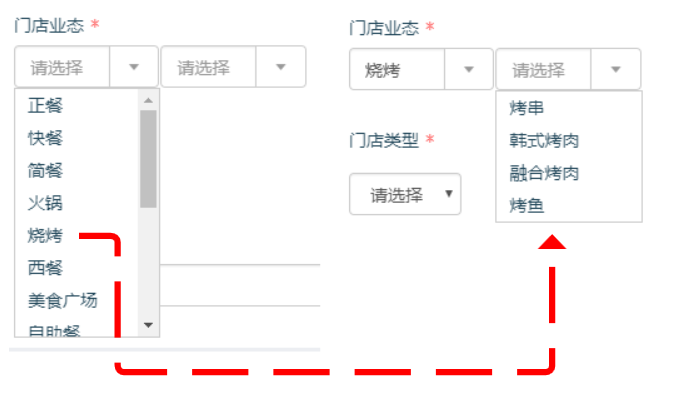 门店业态 *
请选择 请选择
正餐
快餐
简餐
火锅
烧烤
西餐
美食广场
自助餐
门店业态 *
烧烤 请选择
烤串
韩式烤肉
融合烤肉
烤鱼
门店类型 *
请选择